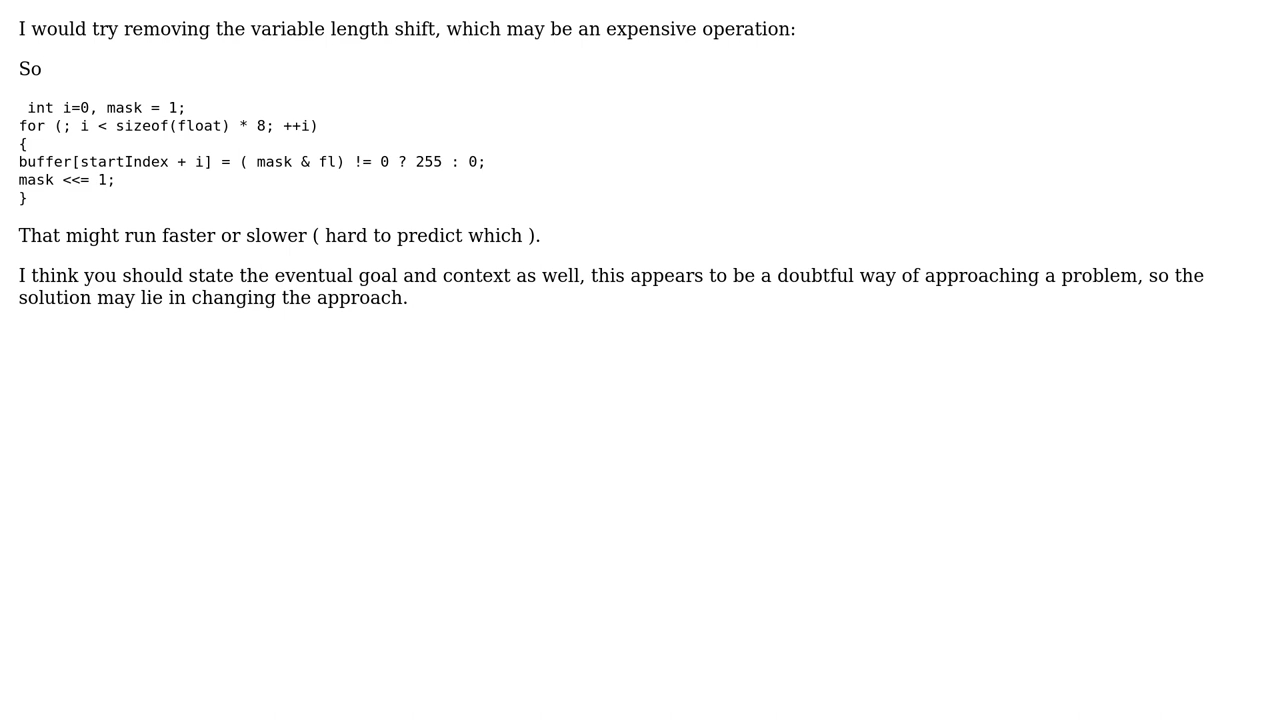 I would try removing the variable length shift, which may be an expensive operation:
So
 int i=0, mask = 1;
for (; i < sizeof(float) * 8; ++i)
{
buffer[startIndex + i] = ( mask & fl) != 0 ? 255 : 0;
mask <<= 1;
}
That might run faster or slower ( hard to predict which ).
I think you should state the eventual goal and context as well, this appears to be a doubtful way of approaching a problem, so the
solution may lie in changing the approach.